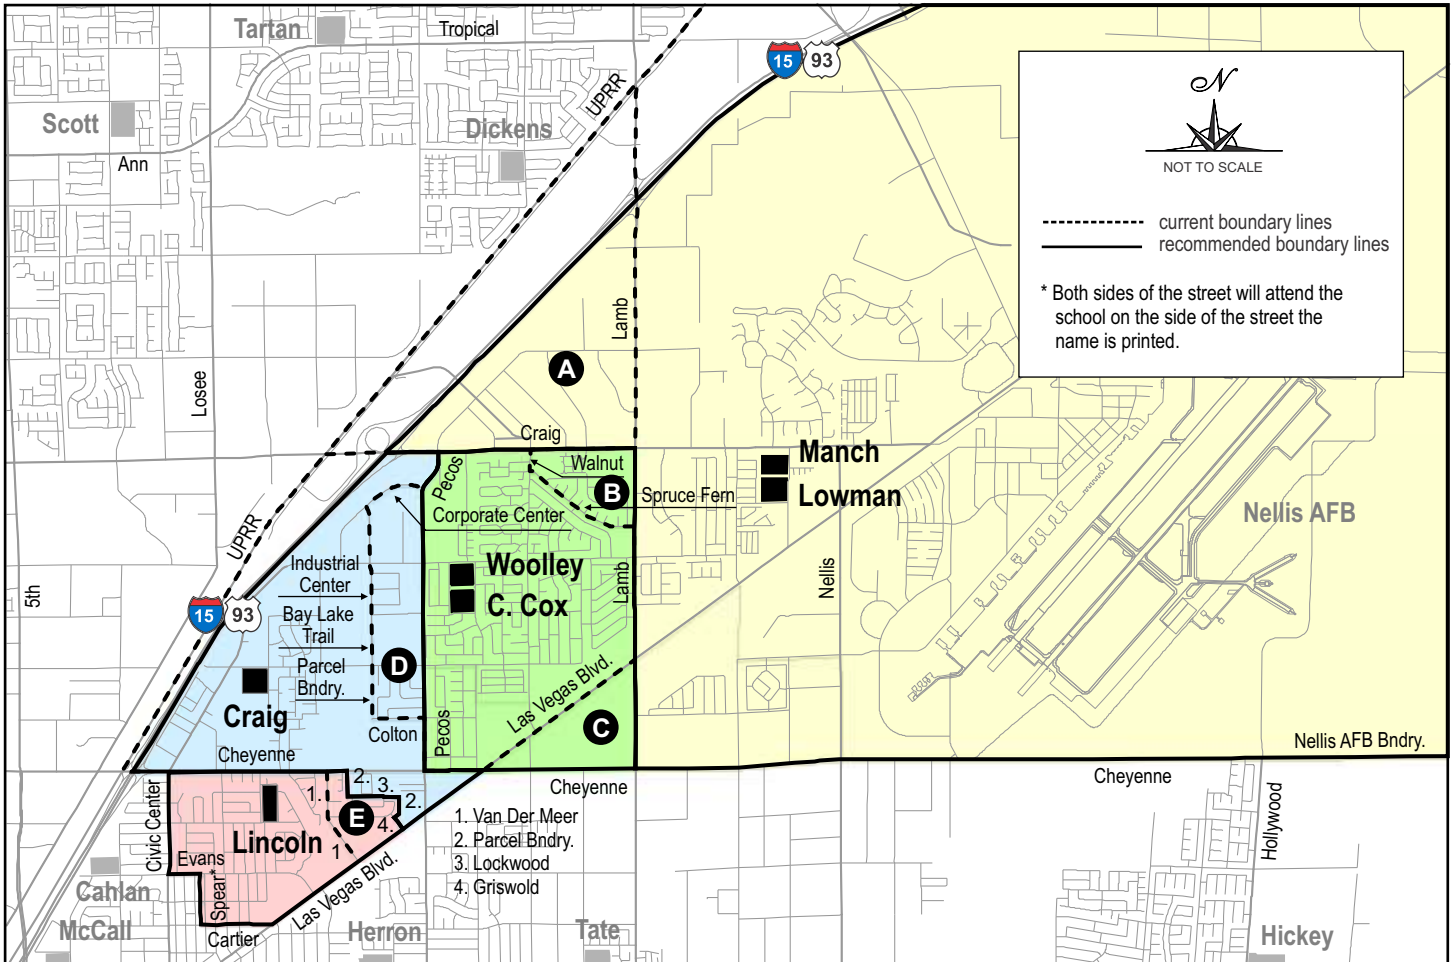 Tartan
Tropical
15
93
UPRR
N
NOT TO SCALE
Scott
Dickens
Ann
current boundary lines
recommended boundary lines
* Both sides of the street will attend the
school on the side of the street the
name is printed.
Lamb
A
Losee
Craig
Walnut
Pecos
B
Spruce Fern
Manch
Lowman
Corporate Center
Nellis AFB
UPRR
Industrial
Center
Woolley
C. Cox
Lamb
Nellis
5th
15
93
Bay Lake
Trail
Parcel
Bndry.
D
Las Vegas Blvd.
C
Craig
Colton
Pecos
Cheyenne
Nellis AFB Bndry.
Cheyenne
Cheyenne
Civic Center
1.
2.
3.
2.
E
4.
1
Lincoln
1. Van Der Meer
2. Parcel Bndry.
3. Lockwood
4. Griswold
Hollywood
Evans
Spear*
Las Vegas Blvd.
Cahlan
McCall
Cartier
Herron
Tate
Hickey